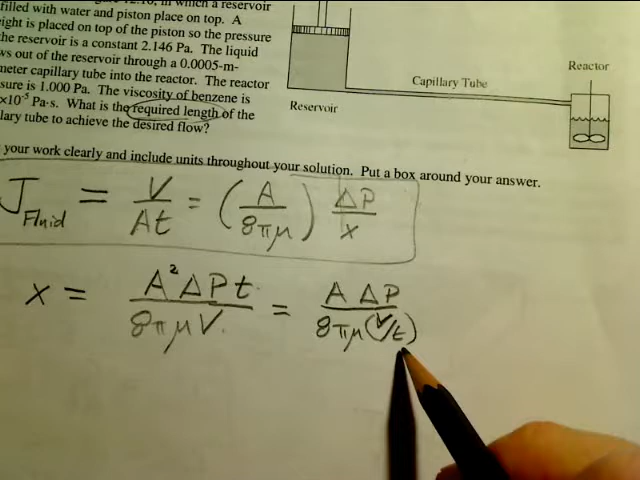 in which a reservoir
filled with water and piston place on top. A
ight is placed on top of the piston so the pressure
the reservoir is a constant 2.146 Pa. The liquid
ws out of the reservoir through a 0.0005-m-
meter capillary tube into the reactor. The reactor
sure is 1.000 Pa. The viscosity of benzene is
x10⁻⁵ Pa·s. What is the required length of the
lary tube to achieve the desired flow?
Reservoir
Capillary Tube
Reactor
your work clearly and include units throughout your solution. Put a box around your answer.
J_Fluid = V/At = (A/8πμ) ΔP/x
x = A²ΔPt/8πμV = AΔP/8πμ(V/t)